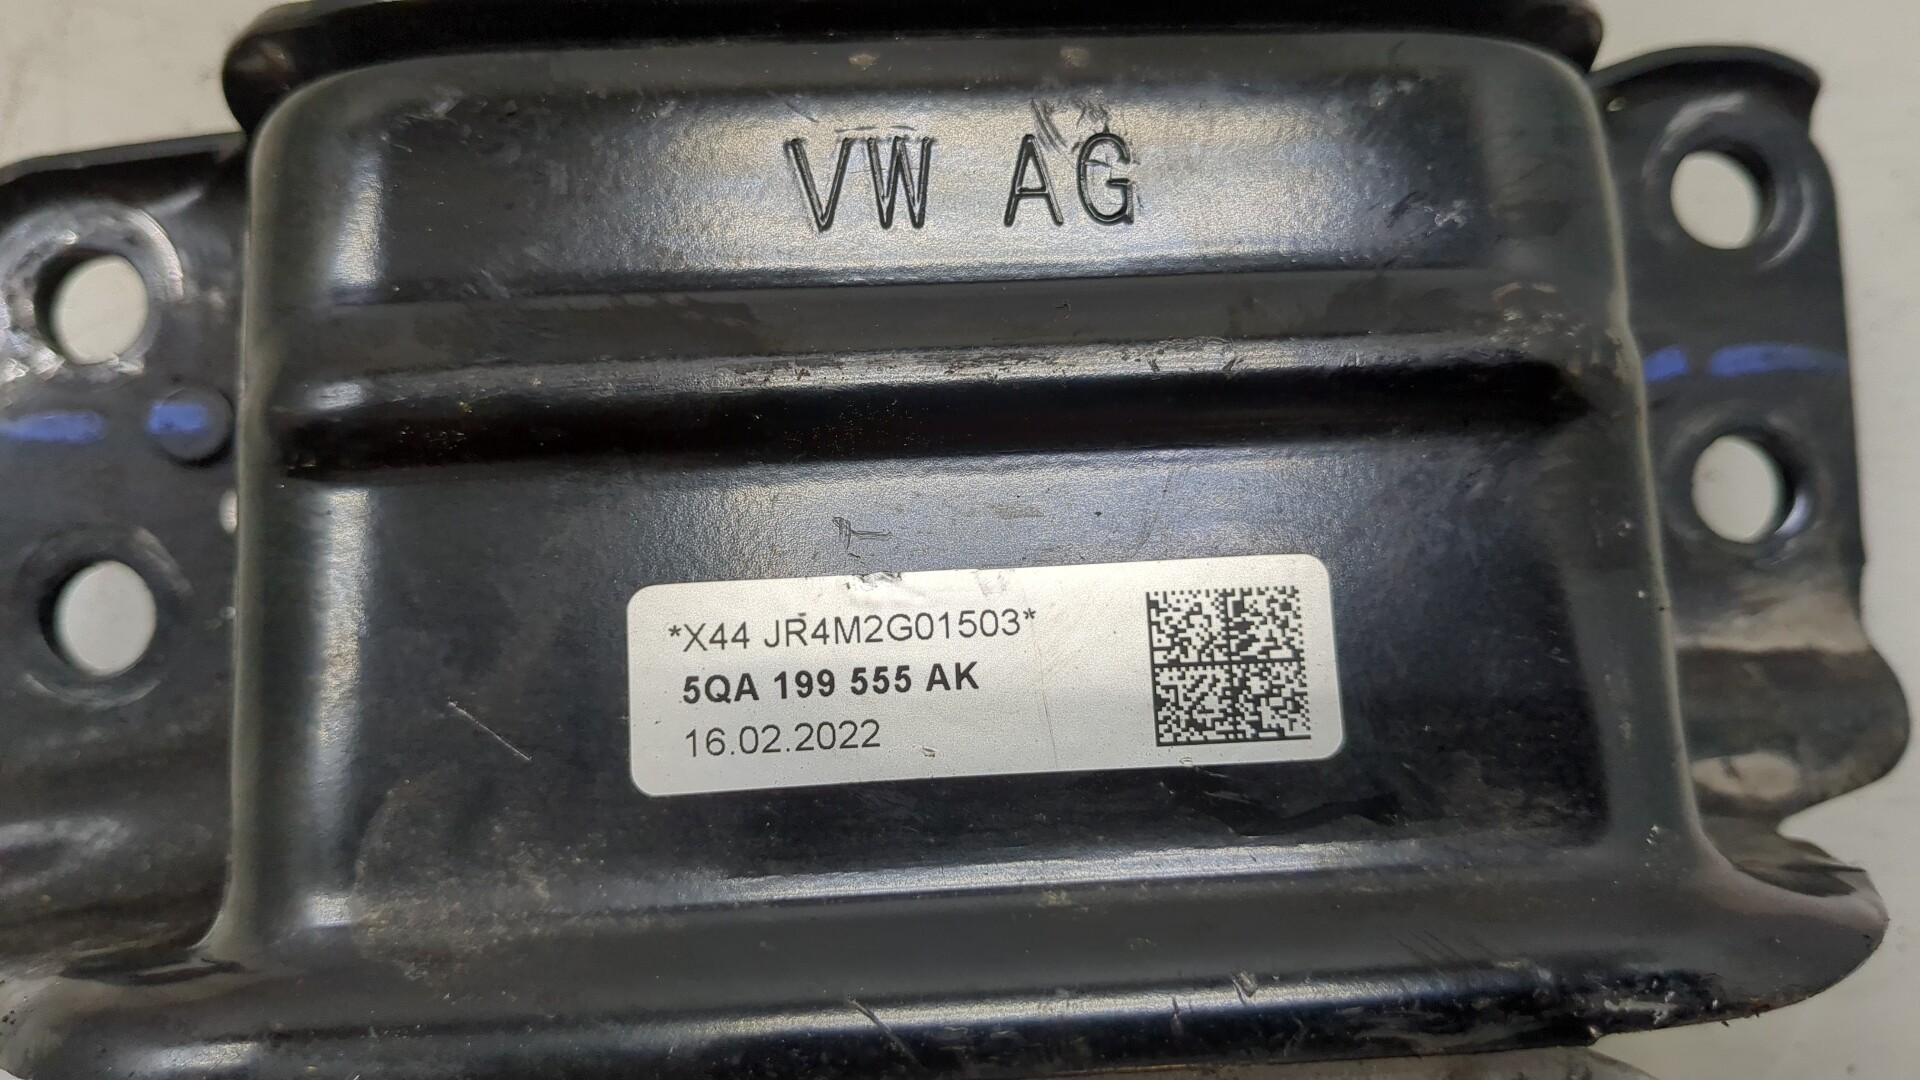 VW AG
*X44 JR4M2G01503*
5QA 199 555 AK
16.02.2022